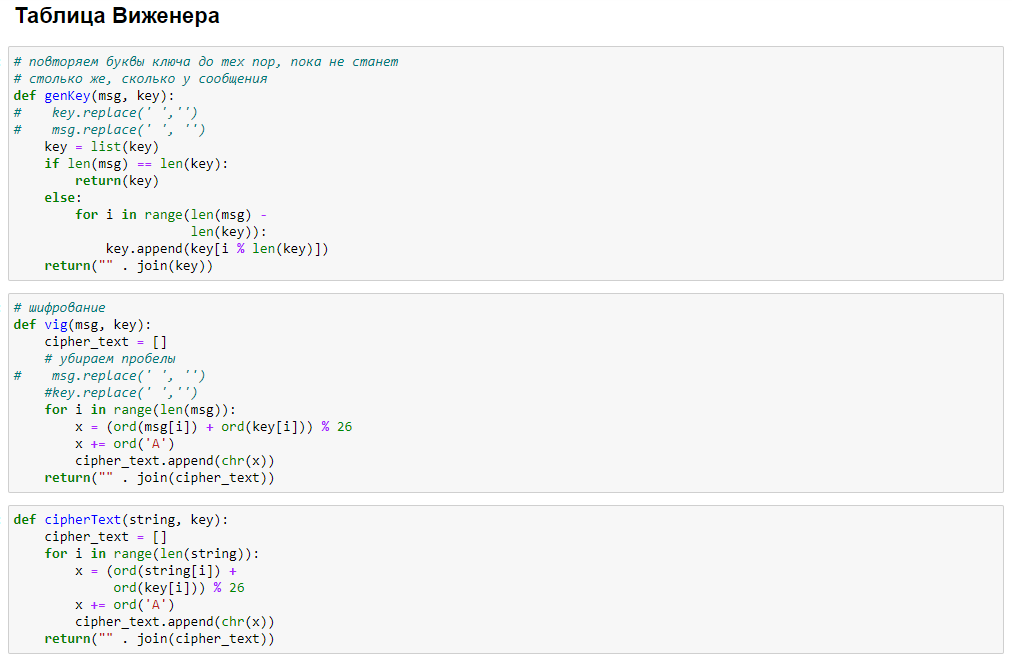 Таблица Виженера
# повторяем буквы ключа до тех пор, пока не станет
# столько же, сколько у сообщения
def genKey(msg, key):
#    key.replace(' ','')
#    msg.replace(' ', '')
    key = list(key)
    if len(msg) == len(key):
        return(key)
    else:
        for i in range(len(msg) -
                       len(key)):
            key.append(key[i % len(key)])
    return("" . join(key))
# шифрование
def vig(msg, key):
    cipher_text = []
    # убираем пробелы
#    msg.replace(' ', '')
    #key.replace(' ','')
    for i in range(len(msg)):
        x = (ord(msg[i]) + ord(key[i])) % 26
        x += ord('A')
        cipher_text.append(chr(x))
    return("" . join(cipher_text))
def cipherText(string, key):
    cipher_text = []
    for i in range(len(string)):
        x = (ord(string[i]) +
             ord(key[i])) % 26
        x += ord('A')
        cipher_text.append(chr(x))
    return("" . join(cipher_text))